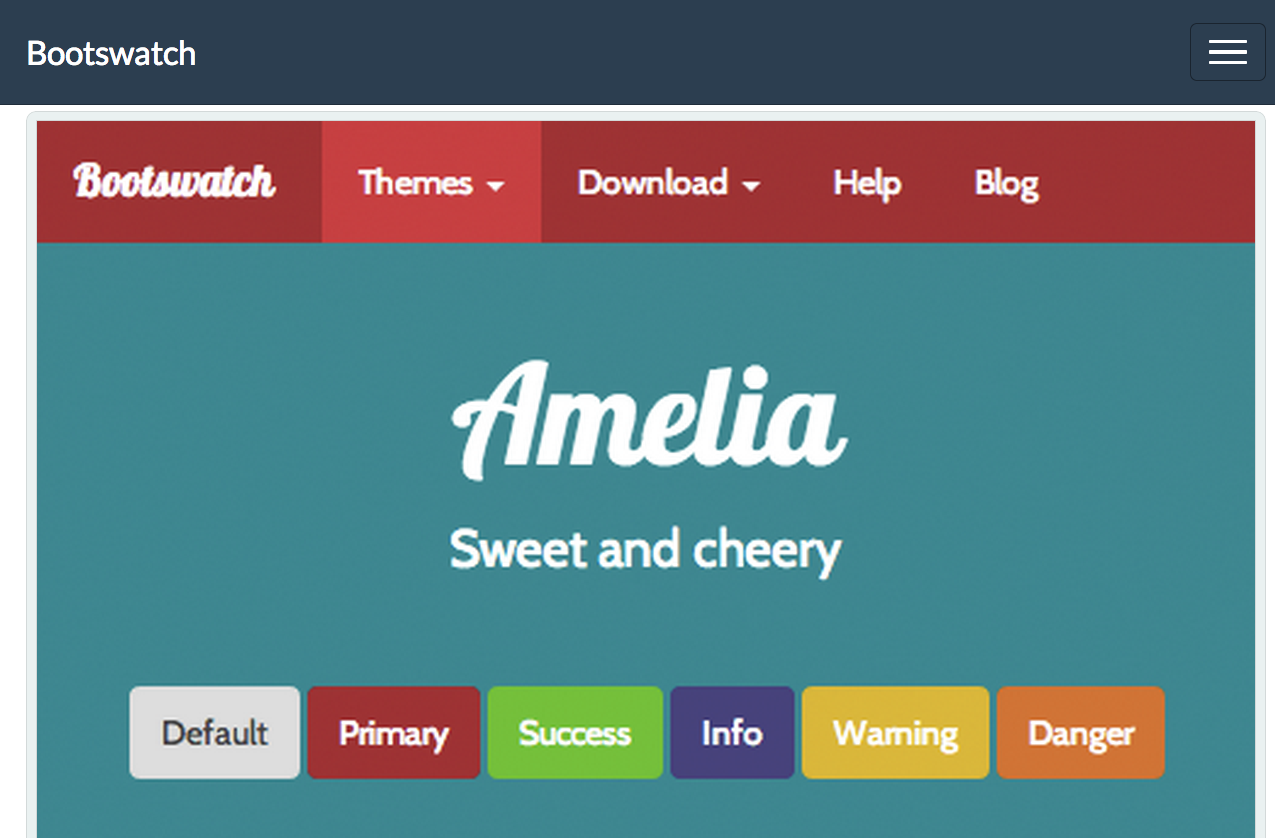 Bootswatch
Bootswatch Themes Download Help Blog
Amelia
Sweet and cheery
Default Primary Success Info Warning Danger